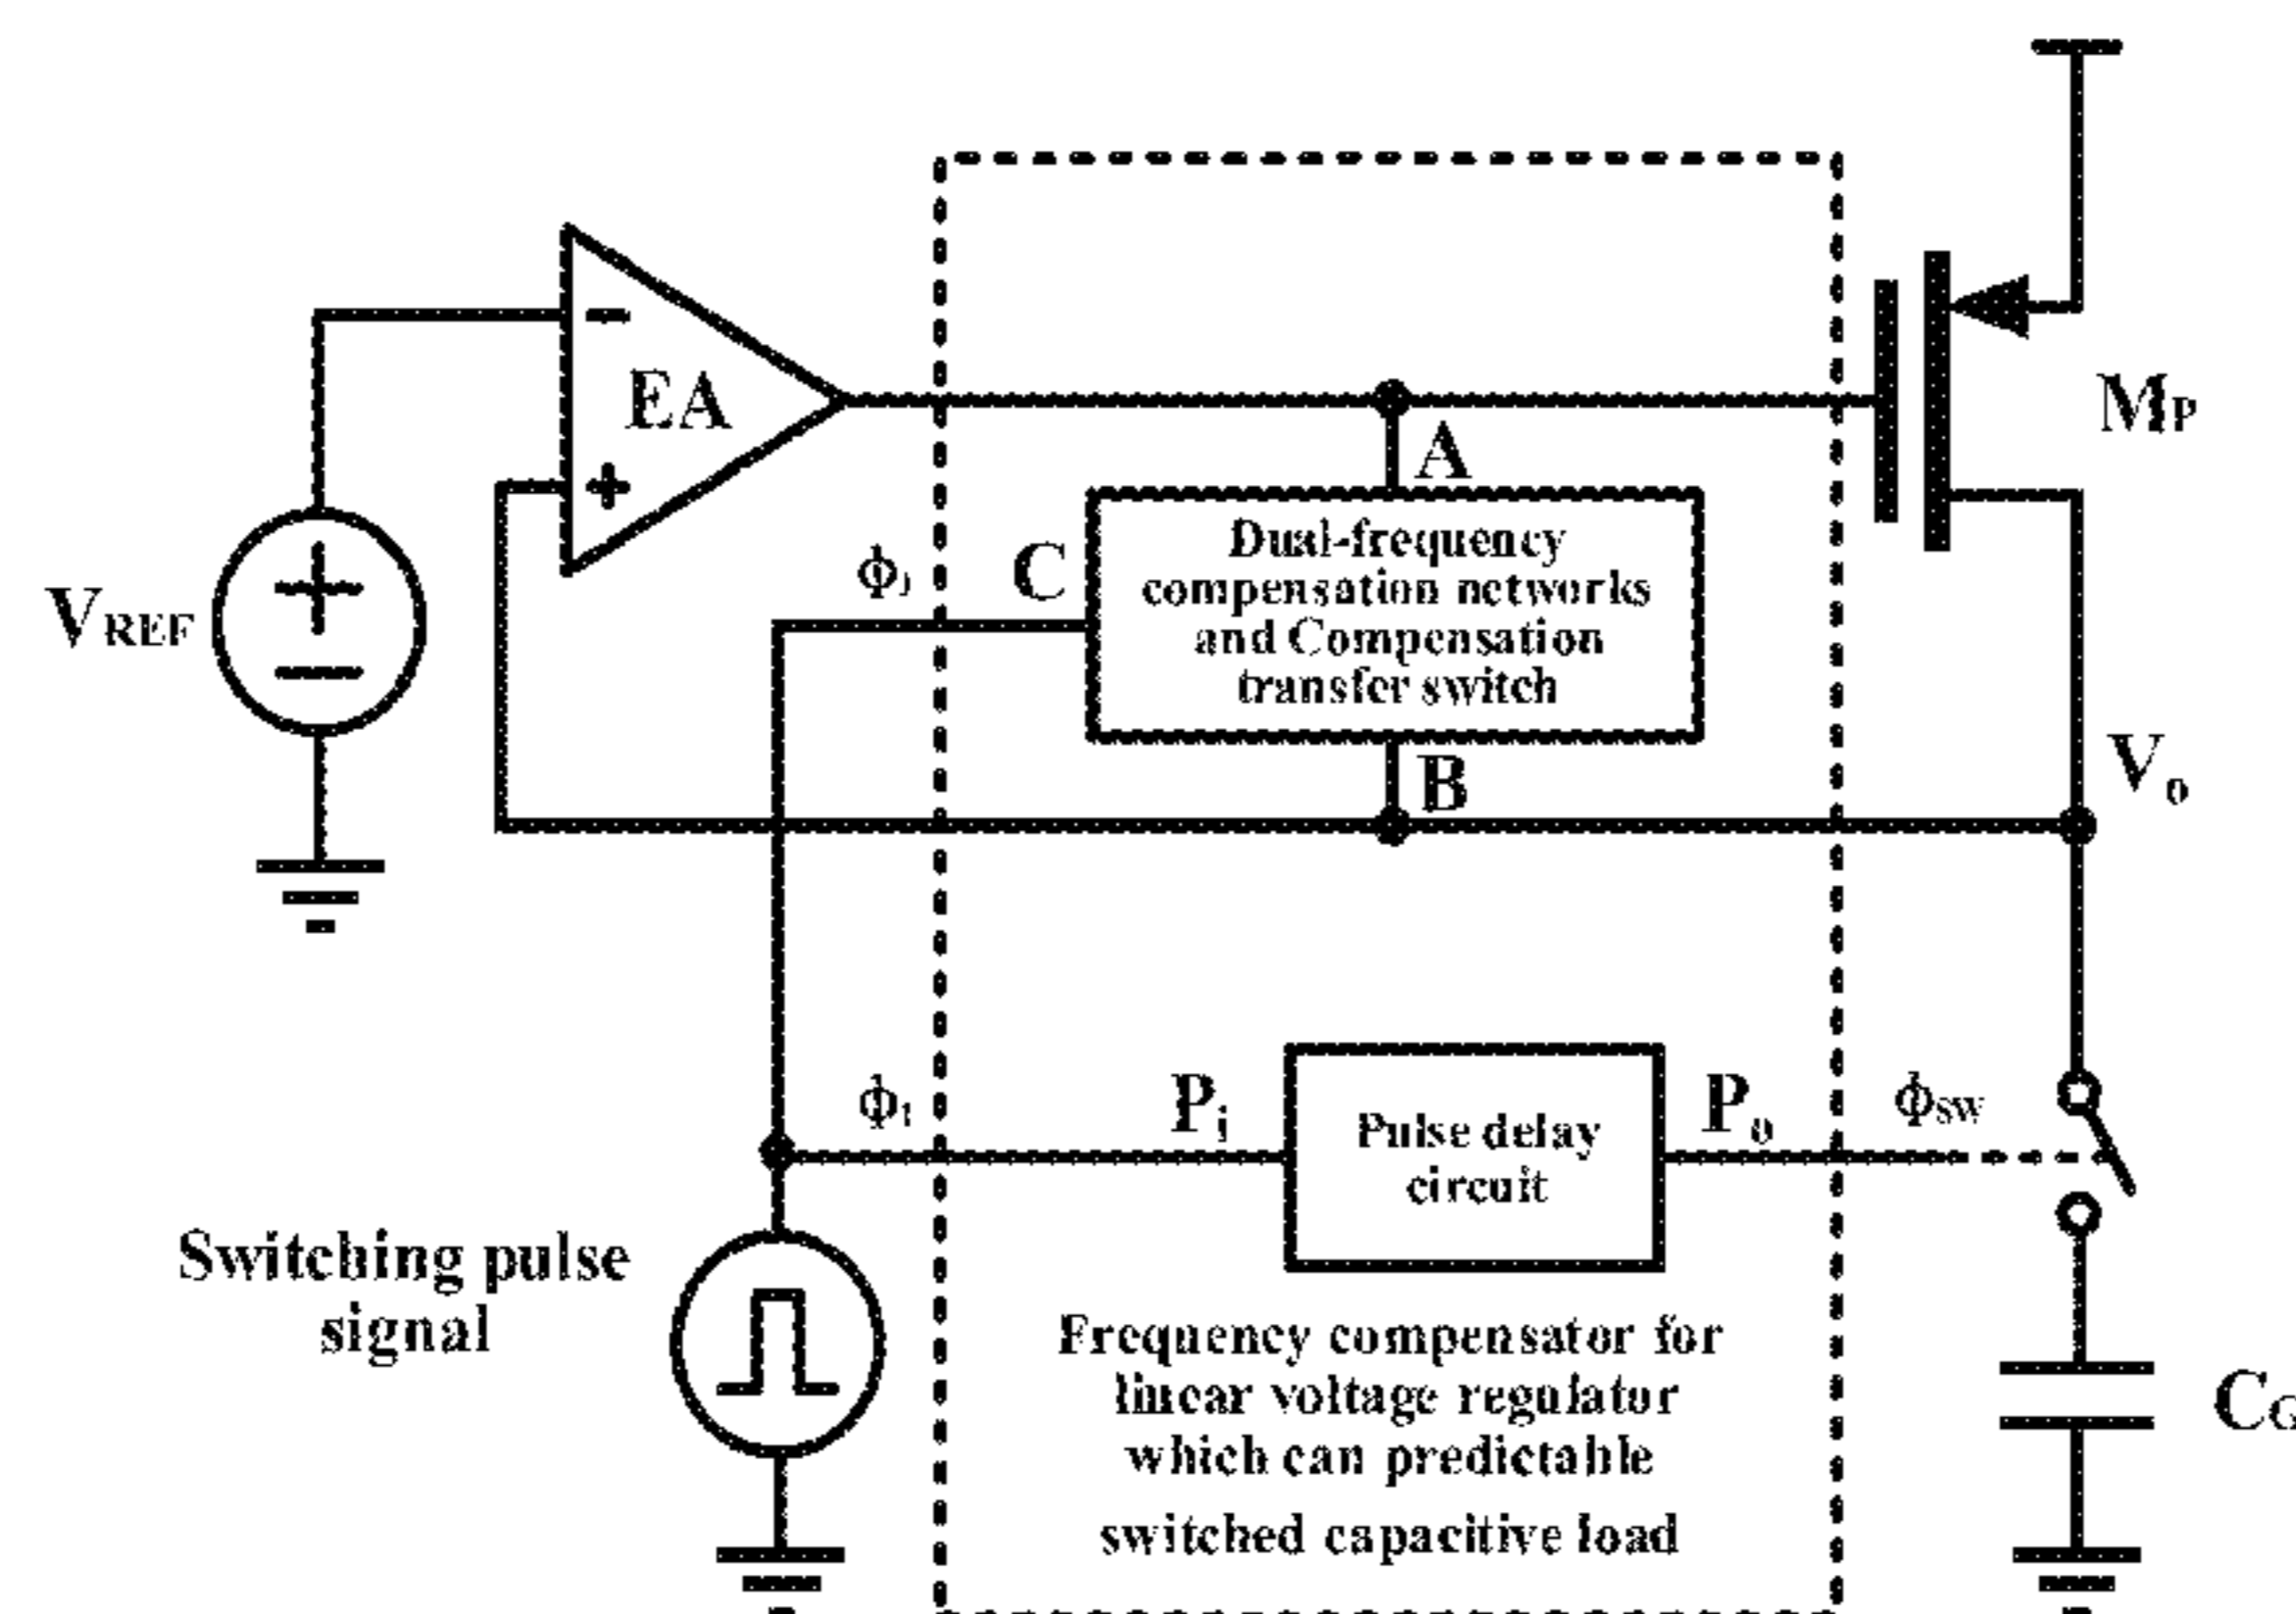 EA
−
+
A
Dual-frequency
compensation networks
and Compensation
transfer switch
B
C
ϕ₁
MP
VREF
+
−
Vo
ϕ₁
Pi
Pulse delay
circuit
Po
ϕSW
Switching pulse
signal
Frequency compensator for
linear voltage regulator
which can predictable
switched capacitive load
CG